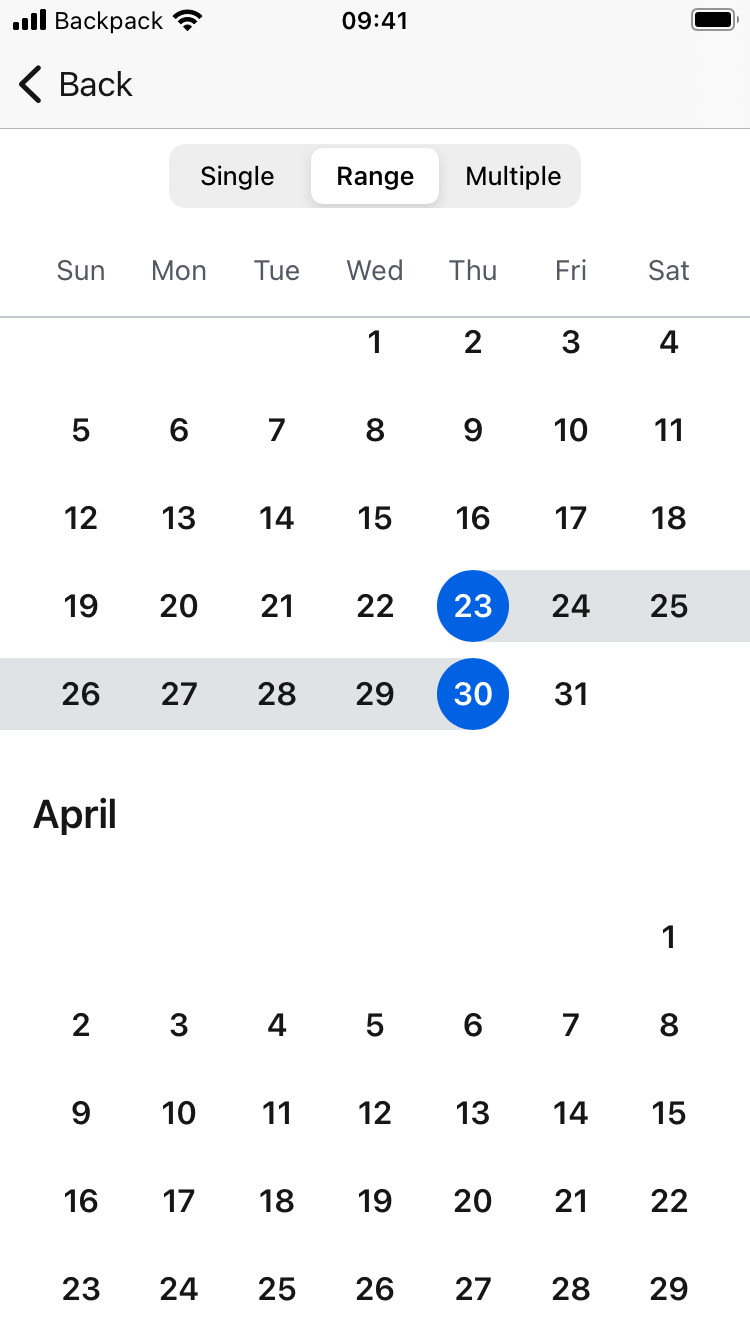 Backpack 09:41
Back
Single Range Multiple
Sun Mon Tue Wed Thu Fri Sat
1 2 3 4
5 6 7 8 9 10 11
12 13 14 15 16 17 18
19 20 21 22 23 24 25
26 27 28 29 30 31
April
1
2 3 4 5 6 7 8
9 10 11 12 13 14 15
16 17 18 19 20 21 22
23 24 25 26 27 28 29